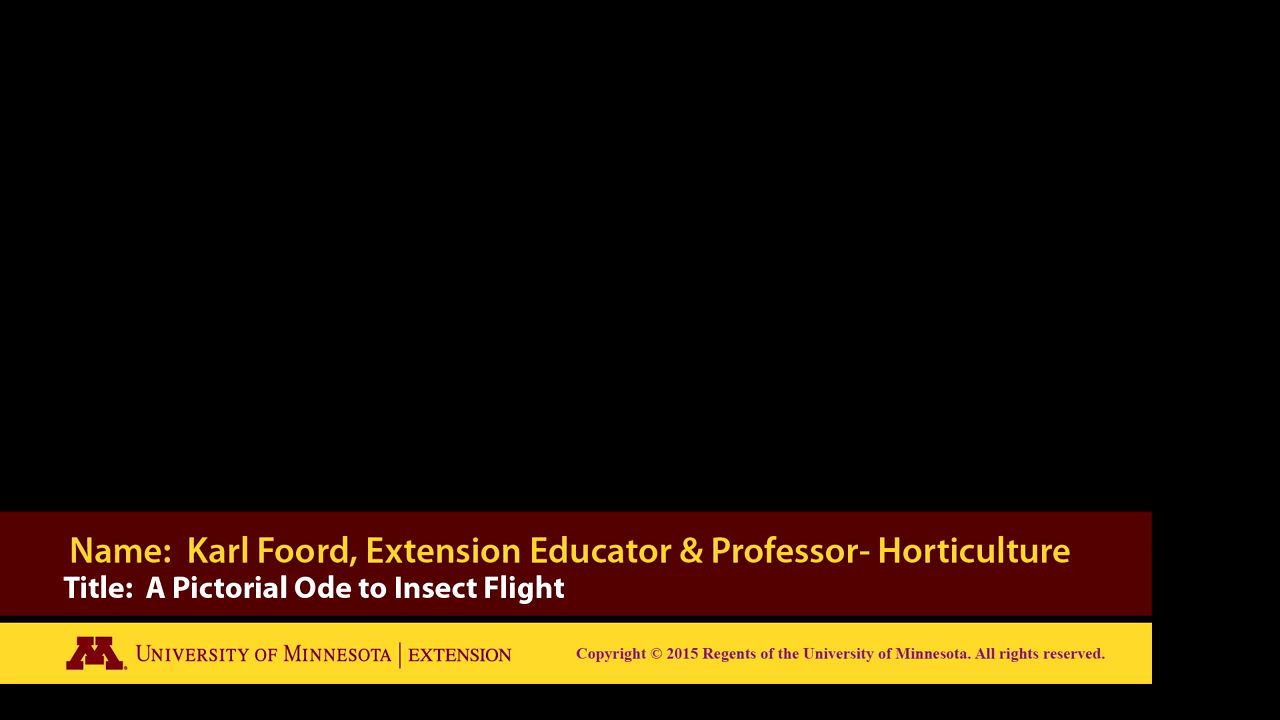 Name: Karl Foord, Extension Educator & Professor- Horticulture
Title: A Pictorial Ode to Insect Flight
M® UNIVERSITY OF MINNESOTA | EXTENSION
Copyright © 2015 Regents of the University of Minnesota. All rights reserved.